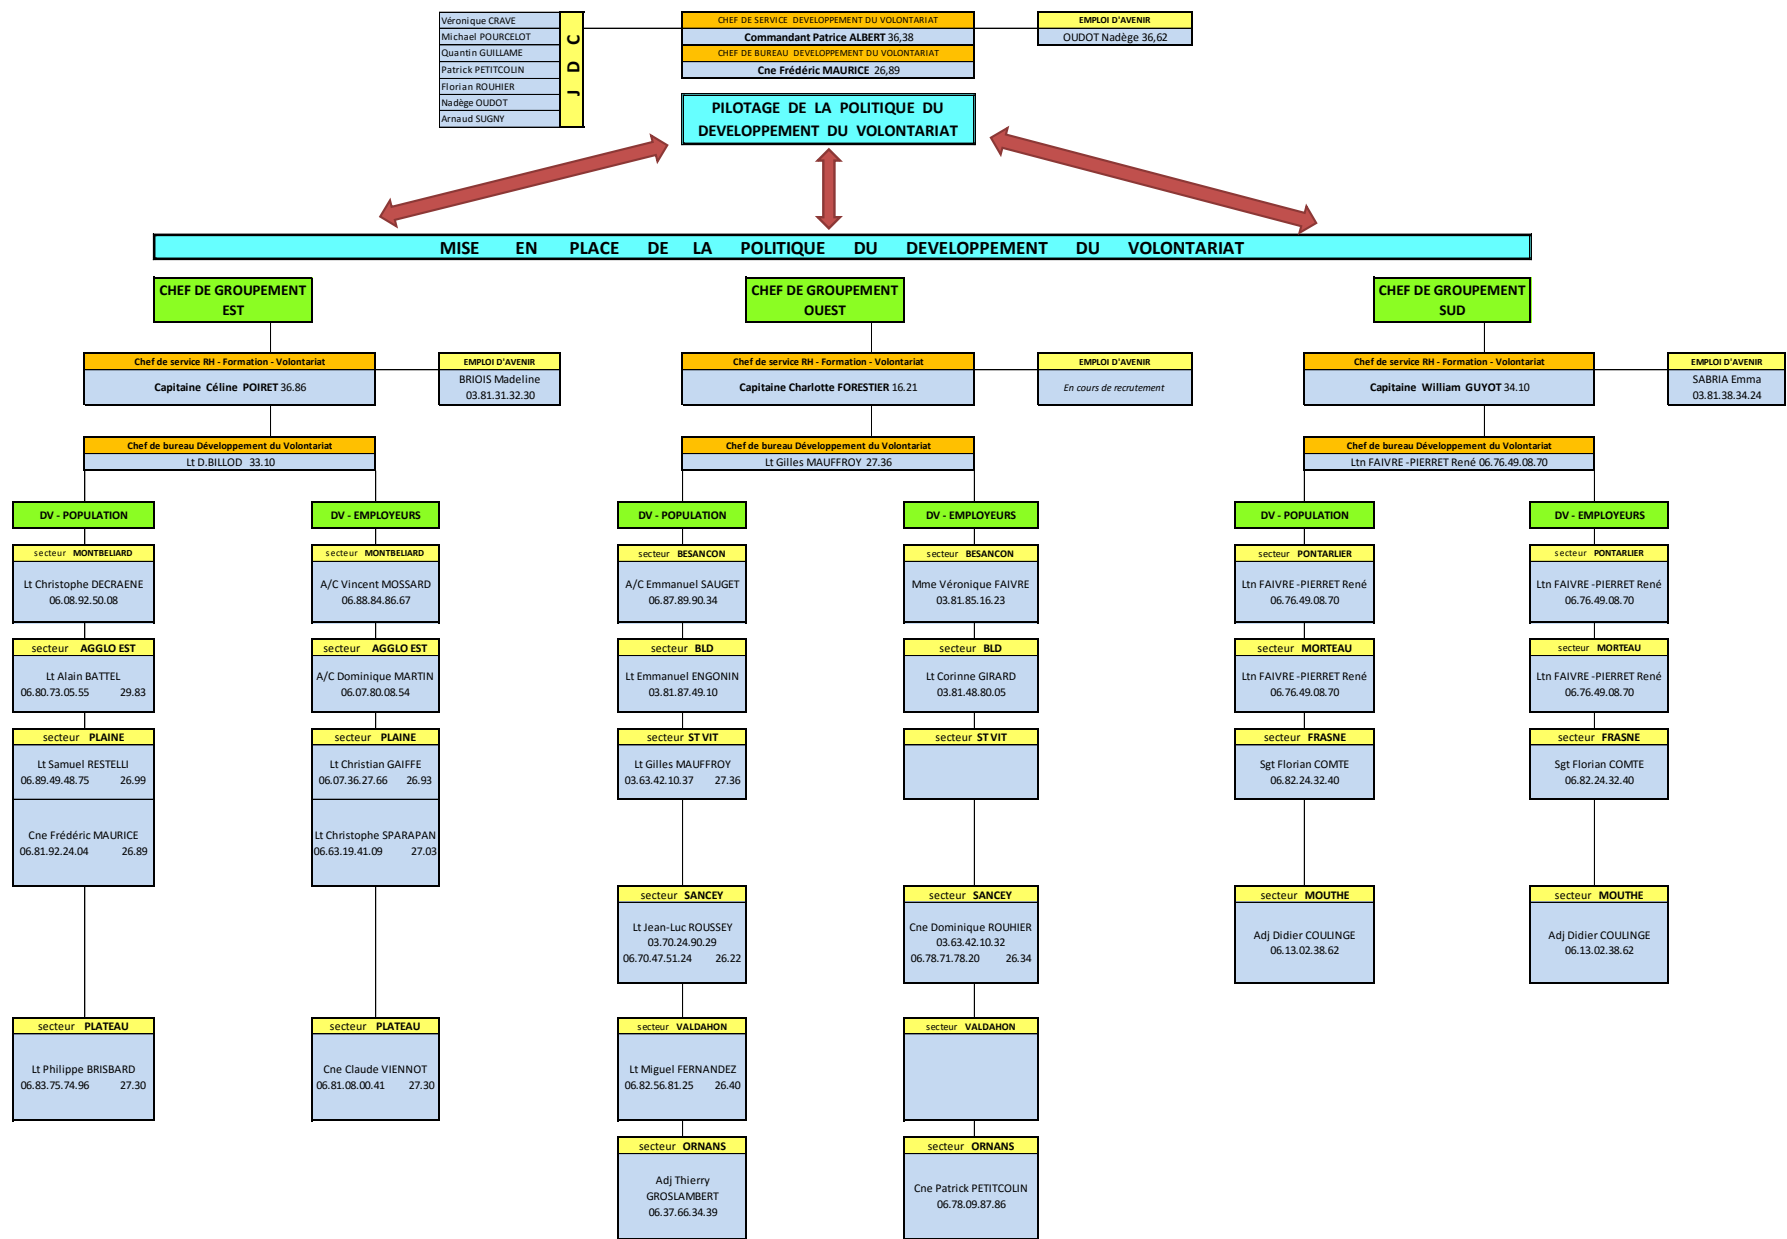 Véronique CRAVE
Michael POURCELOT
Quentin GUILLAME
Patrick PETITCOLIN
Florian ROUHIER
Nadège OUDOT
Arnaud SUGNY
J D C
CHEF DE SERVICE DEVELOPPEMENT DU VOLONTARIAT
Commandant Patrice ALBERT 36,38
CHEF DE BUREAU DEVELOPPEMENT DU VOLONTARIAT
Cne Frédéric MAURICE 26,89
EMPLOI D'AVENIR
OUDOT Nadège 36,62
PILOTAGE DE LA POLITIQUE DU
DEVELOPPEMENT DU VOLONTARIAT
MISE EN PLACE DE LA POLITIQUE DU DEVELOPPEMENT DU VOLONTARIAT
CHEF DE GROUPEMENT
EST
Chef de service RH - Formation - Volontariat
Capitaine Céline POIRET 36.86
EMPLOI D'AVENIR
BRIOIS Madeline
03.81.31.32.30
Chef de bureau Développement du Volontariat
Lt D.BILLOD 33.10
DV - POPULATION
secteur MONTBELIARD
Lt Christophe DECRAENE
06.08.92.50.08
secteur AGGLO EST
Lt Alain BATTEL
06.80.73.05.55 29.83
secteur PLAINE
Lt Samuel RESTELLI
06.89.49.48.75 26.99
Cne Frédéric MAURICE
06.81.92.24.04 26.89
secteur PLATEAU
Lt Philippe BRISBARD
06.83.75.74.96 27.30
DV - EMPLOYEURS
secteur MONTBELIARD
A/C Vincent MOSSARD
06.88.84.86.67
secteur AGGLO EST
A/C Dominique MARTIN
06.07.80.08.54
secteur PLAINE
Lt Christian GAIFFE
06.07.36.27.66 26.93
Lt Christophe SPARAPAN
06.63.19.41.09 27.03
secteur PLATEAU
Cne Claude VIENNOT
06.81.08.00.41 27.30
CHEF DE GROUPEMENT
OUEST
Chef de service RH - Formation - Volontariat
Capitaine Charlotte FORESTIER 16.21
EMPLOI D'AVENIR
En cours de recrutement
Chef de bureau Développement du Volontariat
Lt Gilles MAUFFROY 27.36
DV - POPULATION
secteur BESANCON
A/C Emmanuel SAUGET
06.87.89.90.34
secteur BLD
Lt Emmanuel ENGONIN
03.81.87.49.10
secteur ST VIT
Lt Gilles MAUFFROY
03.63.42.10.37 27.36
secteur SANCEY
Lt Jean-Luc ROUSSEY
03.70.24.90.29
06.70.47.51.24 26.22
secteur VALDAHON
Lt Miguel FERNANDEZ
06.82.56.81.25 26.40
secteur ORNANS
Adj Thierry
GROSLAMBERT
06.37.66.34.39
DV - EMPLOYEURS
secteur BESANCON
Mme Véronique FAIVRE
03.81.85.16.23
secteur BLD
Lt Corinne GIRARD
03.81.48.80.05
secteur ST VIT
secteur SANCEY
Cne Dominique ROUHIER
03.63.42.10.32
06.78.71.78.20 26.34
secteur VALDAHON
secteur ORNANS
Cne Patrick PETITCOLIN
06.78.09.87.86
CHEF DE GROUPEMENT
SUD
Chef de service RH - Formation - Volontariat
Capitaine William GUYOT 34.10
EMPLOI D'AVENIR
SABRIA Emma
03.81.38.34.24
Chef de bureau Développement du Volontariat
Ltn FAIVRE -PIERRET René 06.76.49.08.70
DV - POPULATION
secteur PONTARLIER
Ltn FAIVRE -PIERRET René
06.76.49.08.70
secteur MORTEAU
Ltn FAIVRE -PIERRET René
06.76.49.08.70
secteur FRASNE
Sgt Florian COMTE
06.82.24.32.40
secteur MOUTHE
Adj Didier COULINGE
06.13.02.38.62
DV - EMPLOYEURS
secteur PONTARLIER
Ltn FAIVRE -PIERRET René
06.76.49.08.70
secteur MORTEAU
Ltn FAIVRE -PIERRET René
06.76.49.08.70
secteur FRASNE
Sgt Florian COMTE
06.82.24.32.40
secteur MOUTHE
Adj Didier COULINGE
06.13.02.38.62